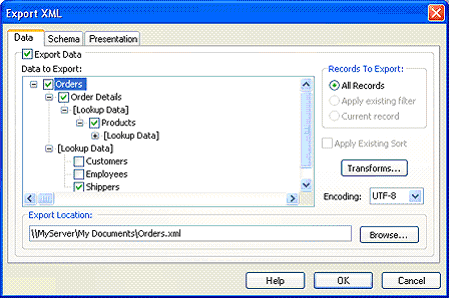 Export XML
Data
Schema
Presentation
Export Data
Data to Export:
Orders
Order Details
[Lookup Data]
Products
[Lookup Data]
[Lookup Data]
Customers
Employees
Shippers
Records To Export:
All Records
Apply existing filter
Current record
Apply Existing Sort
Transforms...
Encoding: UTF-8
Export Location:
\\MyServer\My Documents\Orders.xml
Browse...
Help
OK
Cancel